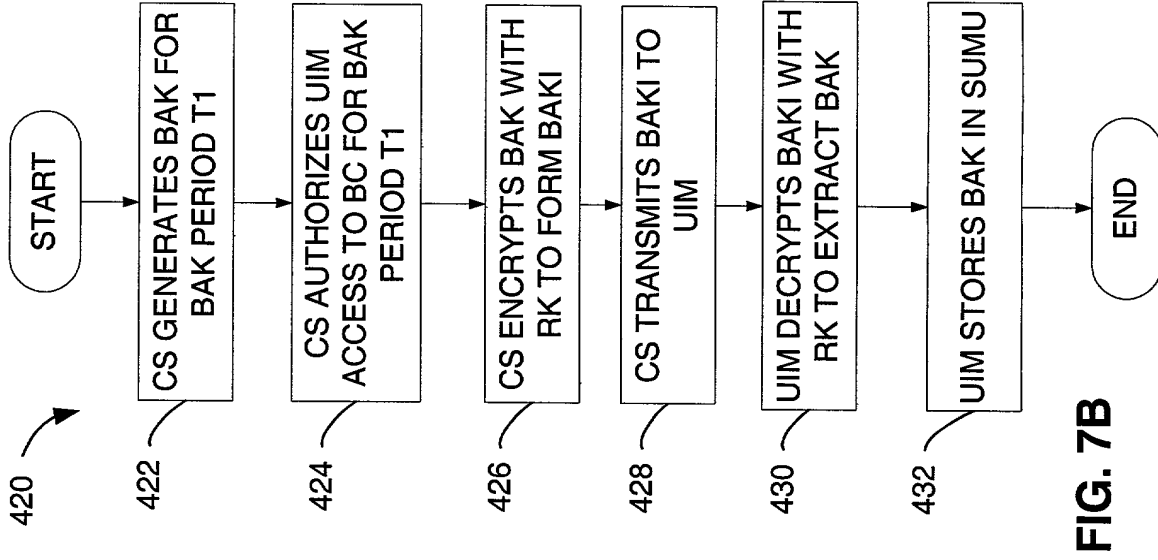 420
START
422
CS GENERATES BAK FOR
BAK PERIOD T1
424
CS AUTHORIZES UIM
ACCESS TO BC FOR BAK
PERIOD T1
426
CS ENCRYPTS BAK WITH
RK TO FORM BAKI
428
CS TRANSMITS BAKI TO
UIM
430
UIM DECRYPTS BAKI WITH
RK TO EXTRACT BAK
432
UIM STORES BAK IN SUMU
END
FIG. 7B